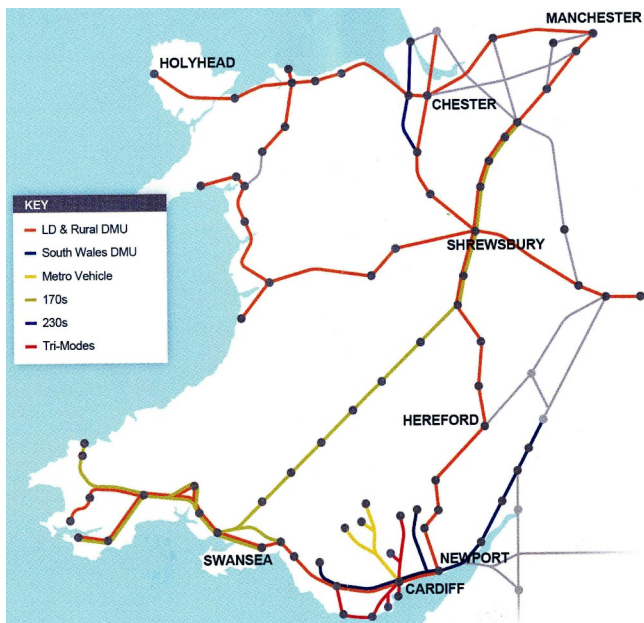 MANCHESTER
HOLYHEAD
CHESTER
KEY
LD & Rural DMU
South Wales DMU
Metro Vehicle
170s
230s
Tri-Modes
SHREWSBURY
HEREFORD
SWANSEA
NEWPORT
CARDIFF